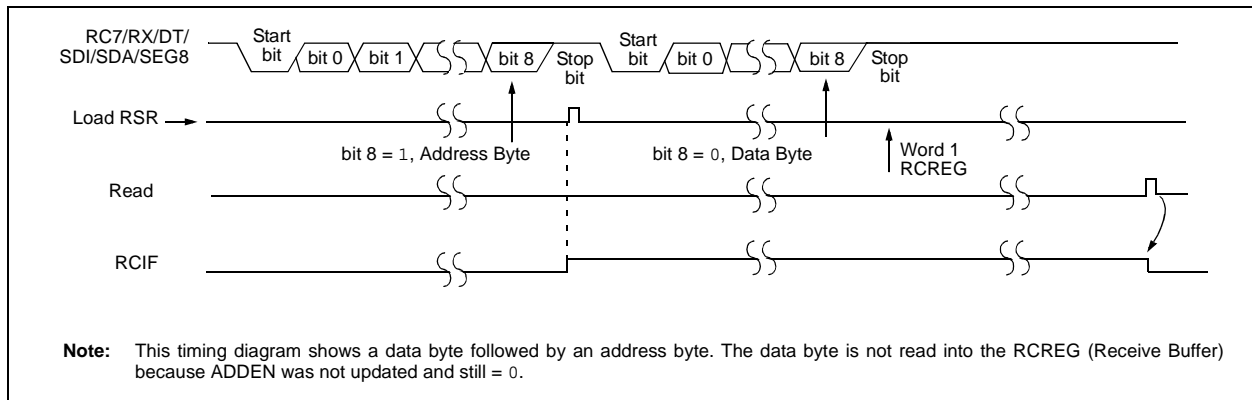 RC7/RX/DT/
SDI/SDA/SEG8
Start
bit
bit 0
bit 1
bit 8
Stop
bit
Start
bit
bit 0
bit 8
Stop
bit
Load RSR
bit 8 = 1, Address Byte
bit 8 = 0, Data Byte
Word 1
RCREG
Read
RCIF
Note: This timing diagram shows a data byte followed by an address byte. The data byte is not read into the RCREG (Receive Buffer)
because ADDEN was not updated and still = 0.